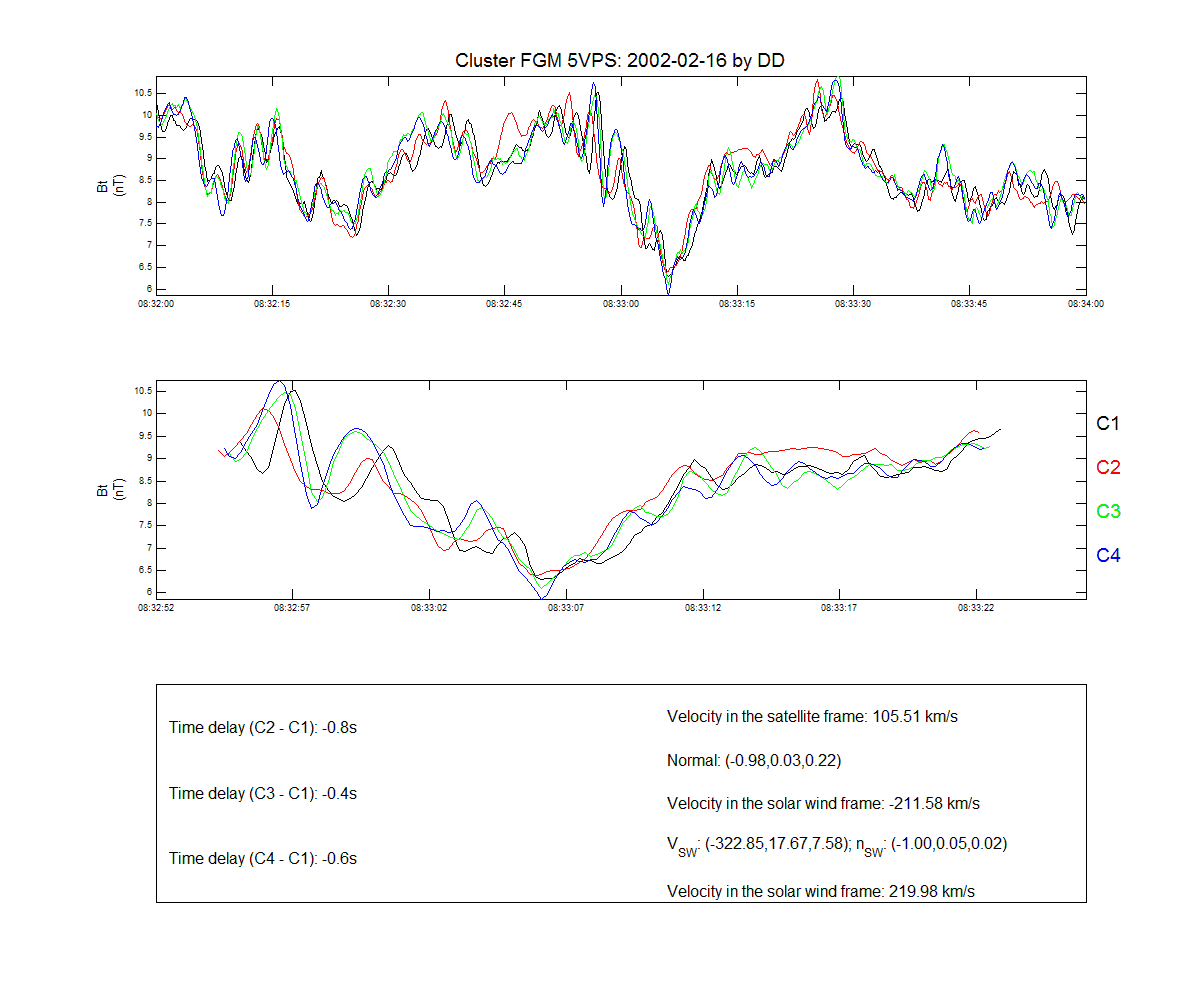 Cluster FGM 5VPS: 2002-02-16 by DD
10.5
10
9.5
9
8.5
8
7.5
7
6.5
6
Bt
(nT)
08:32:00 08:32:15 08:32:30 08:32:45 08:33:00 08:33:15 08:33:30 08:33:45 08:34:00
10.5
10
9.5
9
8.5
8
7.5
7
6.5
6
Bt
(nT)
08:32:52 08:32:57 08:33:02 08:33:07 08:33:12 08:33:17 08:33:22
C1
C2
C3
C4
Time delay (C2 - C1): -0.8s
Time delay (C3 - C1): -0.4s
Time delay (C4 - C1): -0.6s
Velocity in the satellite frame: 105.51 km/s
Normal: (-0.98,0.03,0.22)
Velocity in the solar wind frame: -211.58 km/s
VSW: (-322.85,17.67,7.58); nSW: (-1.00,0.05,0.02)
Velocity in the solar wind frame: 219.98 km/s